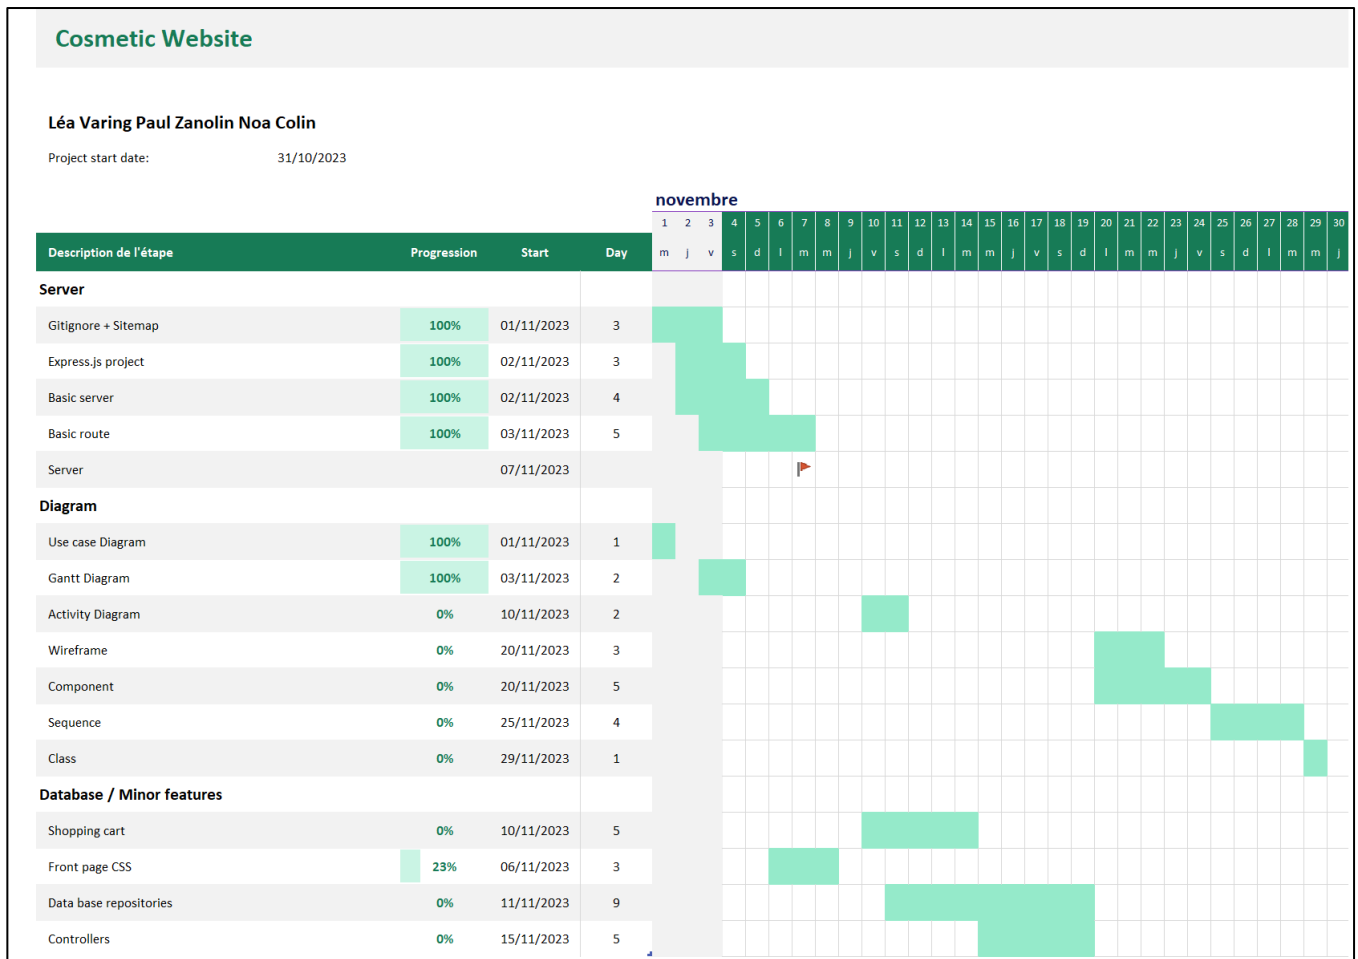 Cosmetic Website
Léa Varing Paul Zanolin Noa Colin
Project start date: 31/10/2023
novembre
1 2 3 4 5 6 7 8 9 10 11 12 13 14 15 16 17 18 19 20 21 22 23 24 25 26 27 28 29 30
Description de l'étape Progression Start Day m j v s d l m m j v s d l m m j v s d l m m j v s d l m m j
Server
Gitignore + Sitemap 100% 01/11/2023 3
Express.js project 100% 02/11/2023 3
Basic server 100% 02/11/2023 4
Basic route 100% 03/11/2023 5
Server 07/11/2023
Diagram
Use case Diagram 100% 01/11/2023 1
Gantt Diagram 100% 03/11/2023 2
Activity Diagram 0% 10/11/2023 2
Wireframe 0% 20/11/2023 3
Component 0% 20/11/2023 5
Sequence 0% 25/11/2023 4
Class 0% 29/11/2023 1
Database / Minor features
Shopping cart 0% 10/11/2023 5
Front page CSS 23% 06/11/2023 3
Data base repositories 0% 11/11/2023 9
Controllers 0% 15/11/2023 5